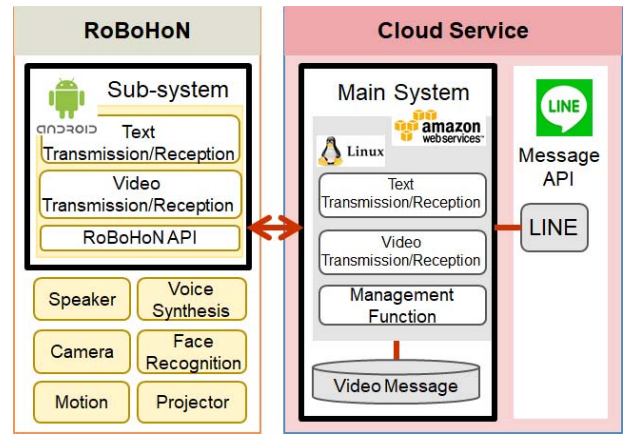 RoBoHoN
Sub-system
ANDROID
Text
Transmission/Reception
Video
Transmission/Reception
RoBoHoN API
Speaker
Voice
Synthesis
Camera
Face
Recognition
Motion
Projector
Cloud Service
Main System
Linux
amazon
webservices™
Text
Transmission/Reception
Video
Transmission/Reception
Management
Function
Video Message
LINE
Message
API
LINE